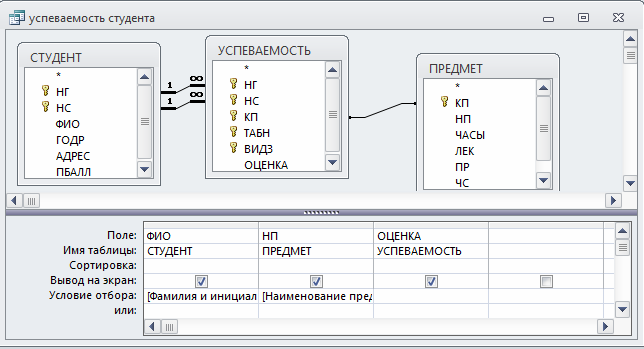 успеваемость студента
СТУДЕНТ
*
НГ
НС
ФИО
ГОДР
АДРЕС
ПБАЛЛ
1 ∞
1 ∞
УСПЕВАЕМОСТЬ
*
НГ
НС
КП
ТАБН
ВИДЗ
ОЦЕНКА
ПРЕДМЕТ
*
КП
НП
ЧАСЫ
ЛЕК
ПР
ЧС
Поле: ФИО НП ОЦЕНКА
Имя таблицы: СТУДЕНТ ПРЕДМЕТ УСПЕВАЕМОСТЬ
Сортировка:
Вывод на экран:
Условие отбора: [Фамилия и инициал [Наименование пред
или: